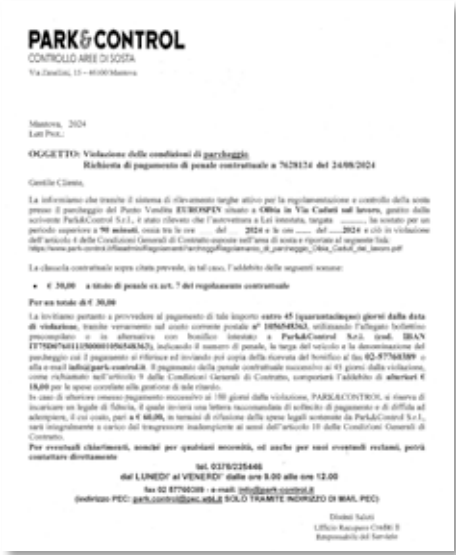 PARK&CONTROL
CONTROLLO AREE DI SOSTA
Via Zanellini, 15 – 46100 Mantova
Mantova, 2024
Lett Prot.:
OGGETTO: Violazione delle condizioni di parcheggio
Richiesta di pagamento di penale contrattuale n 7628124 del 24/08/2024
Gentile Cliente,
La informiamo che tramite il sistema di rilevamento targhe attivo per la regolamentazione e controllo della sosta
presso il parcheggio del Punto Vendita EUROSPIN situato a Olbia in Via Caduti sul lavoro, gestito dalla
scrivente Park&Control S.r.l., è stato rilevato che l'autovettura a Lei intestata, targata ........, ha sostato per un
periodo superiore a 90 minuti, ossia tra le ore ... del ... 2024 e le ore ..... del .....2024 e ciò in violazione
dell'articolo 4 delle Condizioni Generali di Contratto esposte nell'area di sosta e riportate al seguente link:
La clausola contrattuale sopra citata prevede, in tal caso, l'addebito delle seguenti somme:
• € 30,00 a titolo di penale ex art. 7 del regolamento contrattuale
Per un totale di € 30,00
La invitiamo pertanto a provvedere al pagamento di tale importo entro 45 (quarantacinque) giorni dalla data
di violazione, tramite versamento sul conto corrente postale n° 1056548363, utilizzando l'allegato bollettino
precompilato o in alternativa con bonifico intestato a Park&Control S.r.l. (cod. IBAN
indicando il numero di penale, la targa del veicolo e la denominazione del
parcheggio cui il pagamento si riferisce ed inviando poi copia della ricevuta del bonifico al fax 02-57760389 o
alla e-mail info@park-control.it. Il pagamento della penale contrattuale successivo ai 45 giorni dalla violazione,
come richiamato nell'articolo 9 delle Condizioni Generali di Contratto, comporterà l'addebito di ulteriori €
18,00 per le spese correlate alla gestione di tale ritardo.
In caso di ulteriore omesso pagamento successivo ai 180 giorni dalla violazione, PARK&CONTROL, si riserva di
incaricare un legale di fiducia, il quale invierà una lettera raccomandata di sollecito di pagamento e di diffida ad
adempiere, il cui costo, pari a € 60,00, in termini di rifusione delle spese legali sostenute da Park&Control S.r.l.,
sarà integralmente a carico del trasgressore inadempiente ai sensi dell'articolo 10 delle Condizioni Generali di
Contratto.
Per eventuali chiarimenti, nonché per qualsiasi necessità, ed anche per suoi eventuali reclami, potrà
contattare direttamente
tel. 0376/225446
dal LUNEDI' al VENERDI' dalle ore 9.00 alle ore 12.00
fax 02 57760389 - e-mail: info@park-control.it
(indirizzo PEC: SOLO TRAMITE INDIRIZZO DI MAIL PEC)
Distinti Saluti
Ufficio Recupero Crediti
Responsabile del Servizio